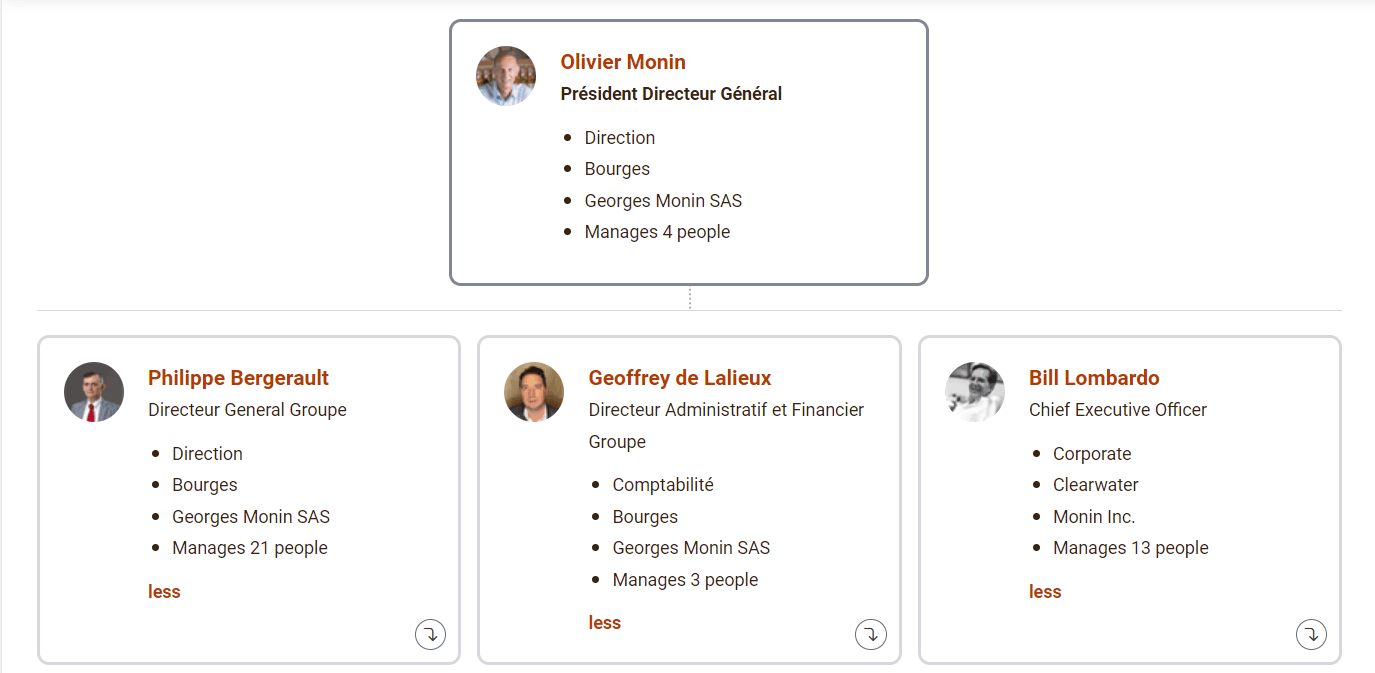 Olivier Monin
Président Directeur Général
Direction
Bourges
Georges Monin SAS
Manages 4 people
Philippe Bergerault
Directeur General Groupe
Direction
Bourges
Georges Monin SAS
Manages 21 people
less
Geoffrey de Lalieux
Directeur Administratif et Financier
Groupe
Comptabilité
Bourges
Georges Monin SAS
Manages 3 people
less
Bill Lombardo
Chief Executive Officer
Corporate
Clearwater
Monin Inc.
Manages 13 people
less